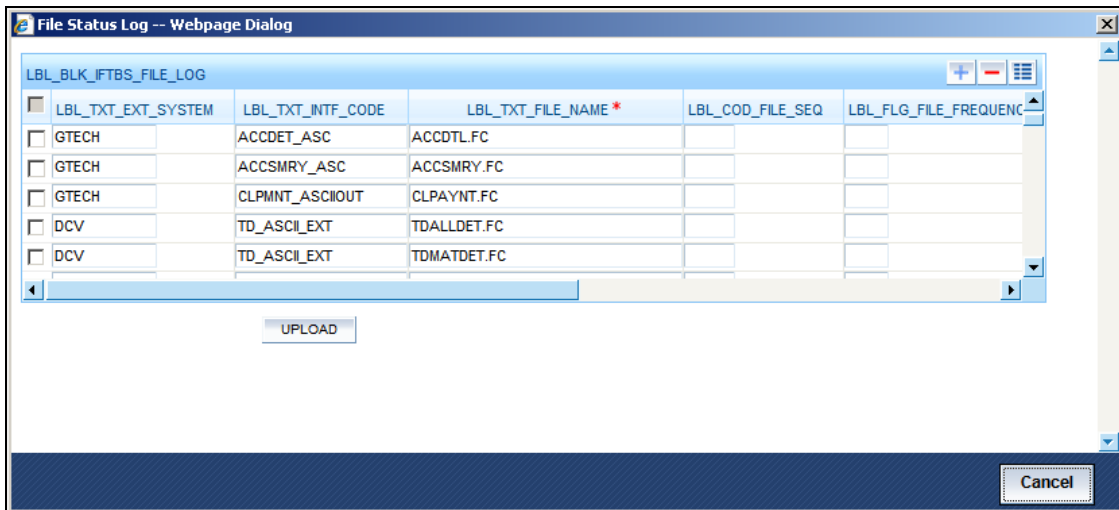 File Status Log -- Webpage Dialog
LBL_BLK_IFTBS_FILE_LOG
LBL_TXT_EXT_SYSTEM LBL_TXT_INTF_CODE LBL_TXT_FILE_NAME * LBL_COD_FILE_SEQ LBL_FLG_FILE_FREQUENC
GTECH ACCDET_ASC ACCDTL.FC
GTECH ACCSMRY_ASC ACCSMRY.FC
GTECH CLPMNT_ASCIIOUT CLPAYNT.FC
DCV TD_ASCII_EXT TDALLDET.FC
DCV TD_ASCII_EXT TDMATDET.FC
UPLOAD
Cancel